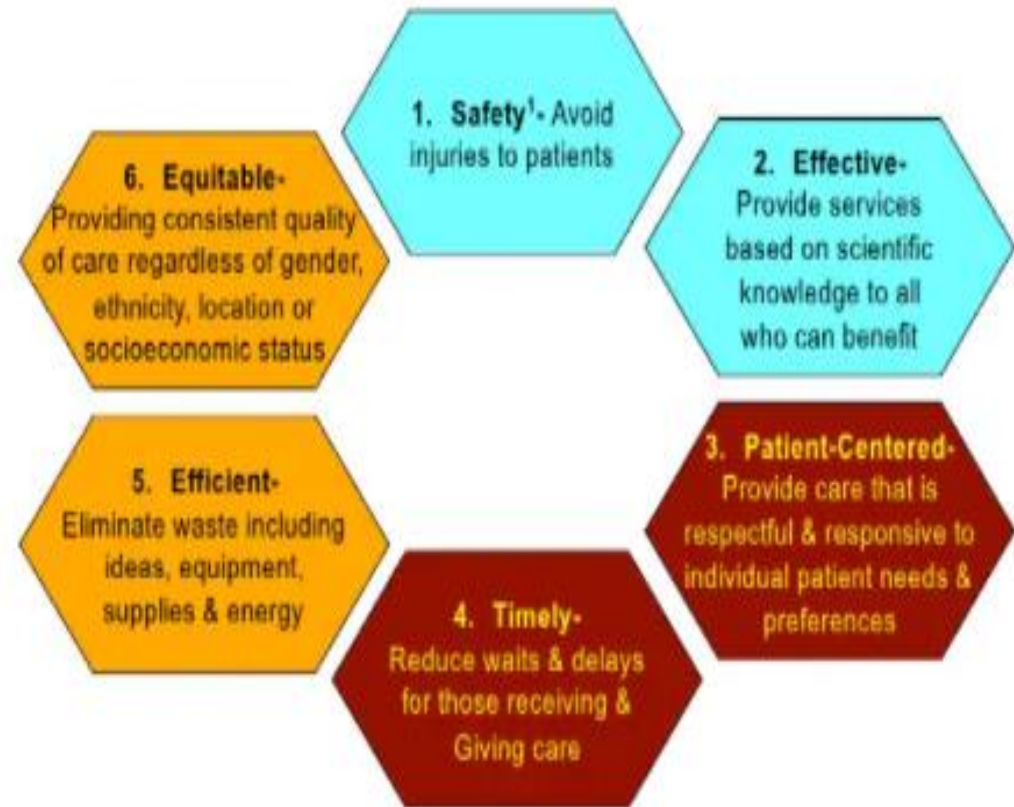 1. Safety¹- Avoid
injuries to patients
2. Effective-
Provide services
based on scientific
knowledge to all
who can benefit
3. Patient-Centered-
Provide care that is
respectful & responsive to
individual patient needs &
preferences
4. Timely-
Reduce waits & delays
for those receiving &
Giving care
5. Efficient-
Eliminate waste including
ideas, equipment,
supplies & energy
6. Equitable-
Providing consistent quality
of care regardless of gender,
ethnicity, location or
socioeconomic status